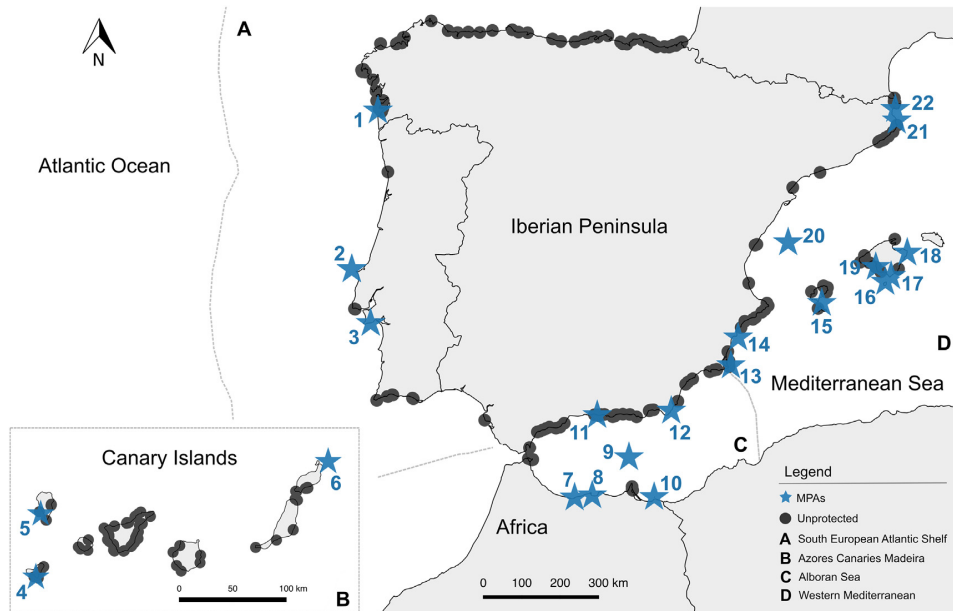 A
N
22
1
21
Atlantic Ocean
Iberian Peninsula
20
18
2
19
17
16
15
3
14
D
13
Mediterranean Sea
11
12
Canary Islands
C
9
6
Legend
7
8
10
MPAs
5
Africa
Unprotected
A South European Atlantic Shelf
B Azores Canaries Madeira
0 50 100 km
0 100 200 300 km
C Alboran Sea
4
B
D Western Mediterranean